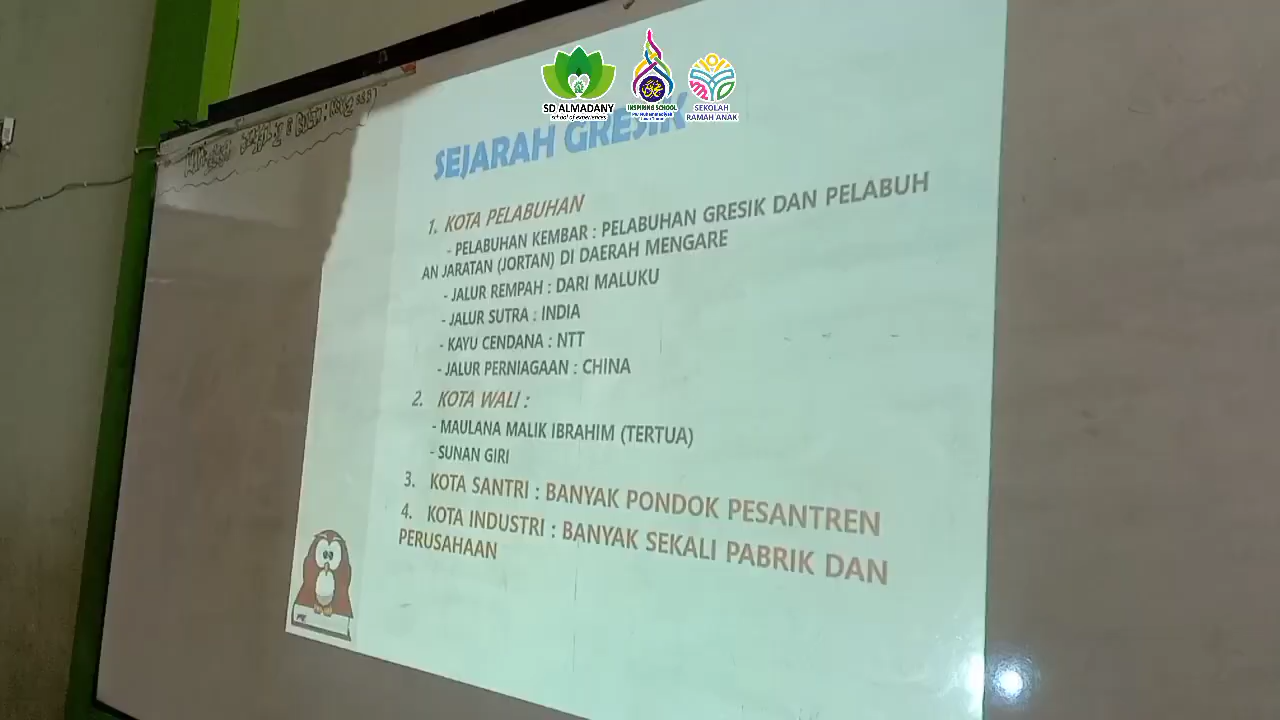 SD ALMADANY
school of experiences
INSPIRING SCHOOL
SEKOLAH
RAMAH ANAK
SEJARAH GRESIK
1. KOTA PELABUHAN
- PELABUHAN KEMBAR : PELABUHAN GRESIK DAN PELABUH
AN JARATAN (JORTAN) DI DAERAH MENGARE
- JALUR REMPAH : DARI MALUKU
- JALUR SUTRA : INDIA
- KAYU CENDANA : NTT
- JALUR PERNIAGAAN : CHINA
2. KOTA WALI :
- MAULANA MALIK IBRAHIM (TERTUA)
- SUNAN GIRI
3. KOTA SANTRI : BANYAK PONDOK PESANTREN
4. KOTA INDUSTRI : BANYAK SEKALI PABRIK DAN
PERUSAHAAN